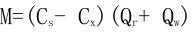 M=(Cs- Cx)(Qr+ Qw)